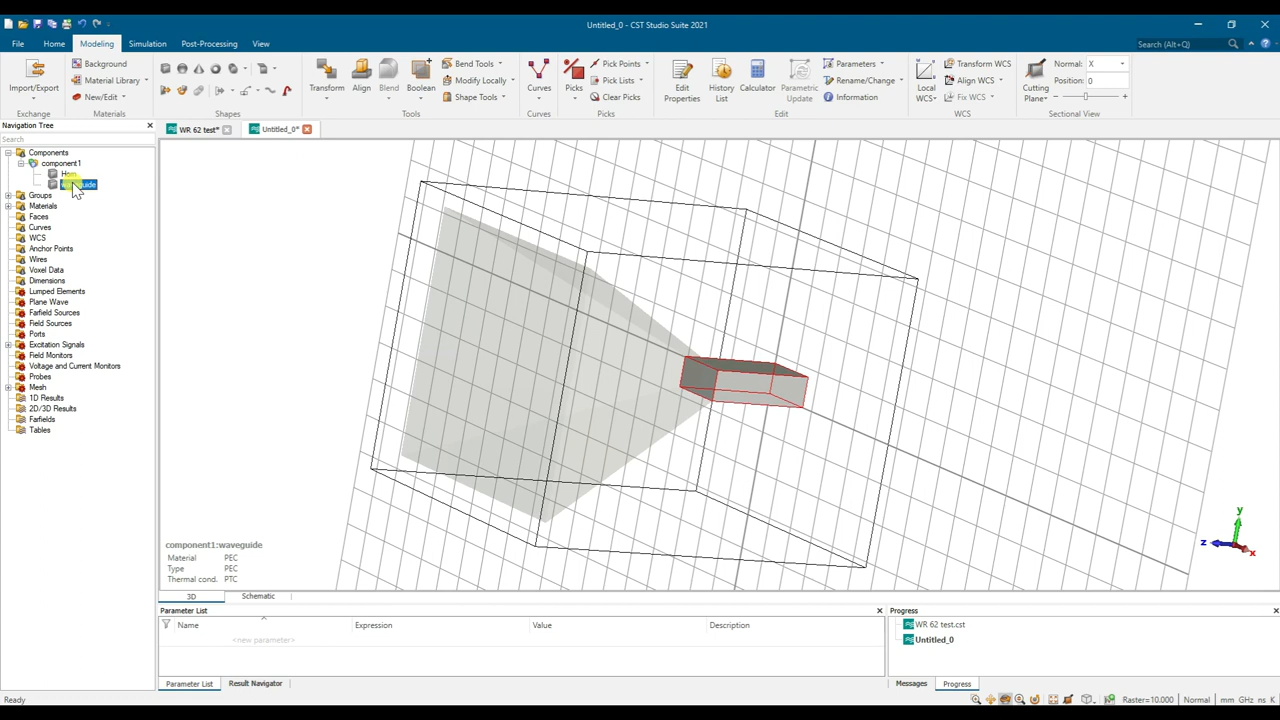 Untitled_0 - CST Studio Suite 2021
File Home Modeling Simulation Post-Processing View Search (Alt+Q)
Import/Export
Exchange
Background
Material Library
New/Edit
Materials
Shapes
Transform
Align
Blend
Boolean
Bend Tools
Modify Locally
Shape Tools
Tools
Curves
Curves
Picks
Pick Points
Pick Lists
Clear Picks
Picks
Edit Properties
History List
Calculator
Parametric Update
Parameters
Rename/Change
Information
Edit
Local WCS
Transform WCS
Align WCS
Fix WCS
WCS
Cutting Plane
Normal: X
Position: 0
Sectional View
Navigation Tree
Search
Components
component1
Groups
Materials
Faces
Curves
WCS
Anchor Points
Wires
Voxel Data
Dimensions
Lumped Elements
Plane Wave
Farfield Sources
Field Sources
Ports
Excitation Signals
Field Monitors
Voltage and Current Monitors
Probes
Mesh
1D Results
2D/3D Results
Farfields
Tables
WR 62 test*
Untitled_0*
component1:waveguide
Material PEC
Type PEC
Thermal cond. PTC
y
z
x
3D Schematic
Parameter List
Name Expression Value Description
<new parameter>
Parameter List Result Navigator
Progress
WR 62 test.cst
Untitled_0
Messages Progress
Ready
Raster=10.000 Normal mm GHz ns K